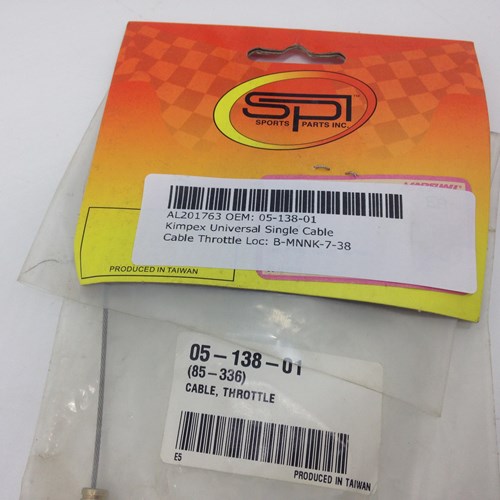 SPI
SPORTS PARTS INC.
AL201763 OEM: 05-138-01
Kimpex Universal Single Cable
Cable Throttle Loc: B-MNNK-7-38
PRODUCED IN TAIWAN
05-138-01
(85-336)
CABLE, THROTTLE
E5
PRODUCED IN TAIWAN